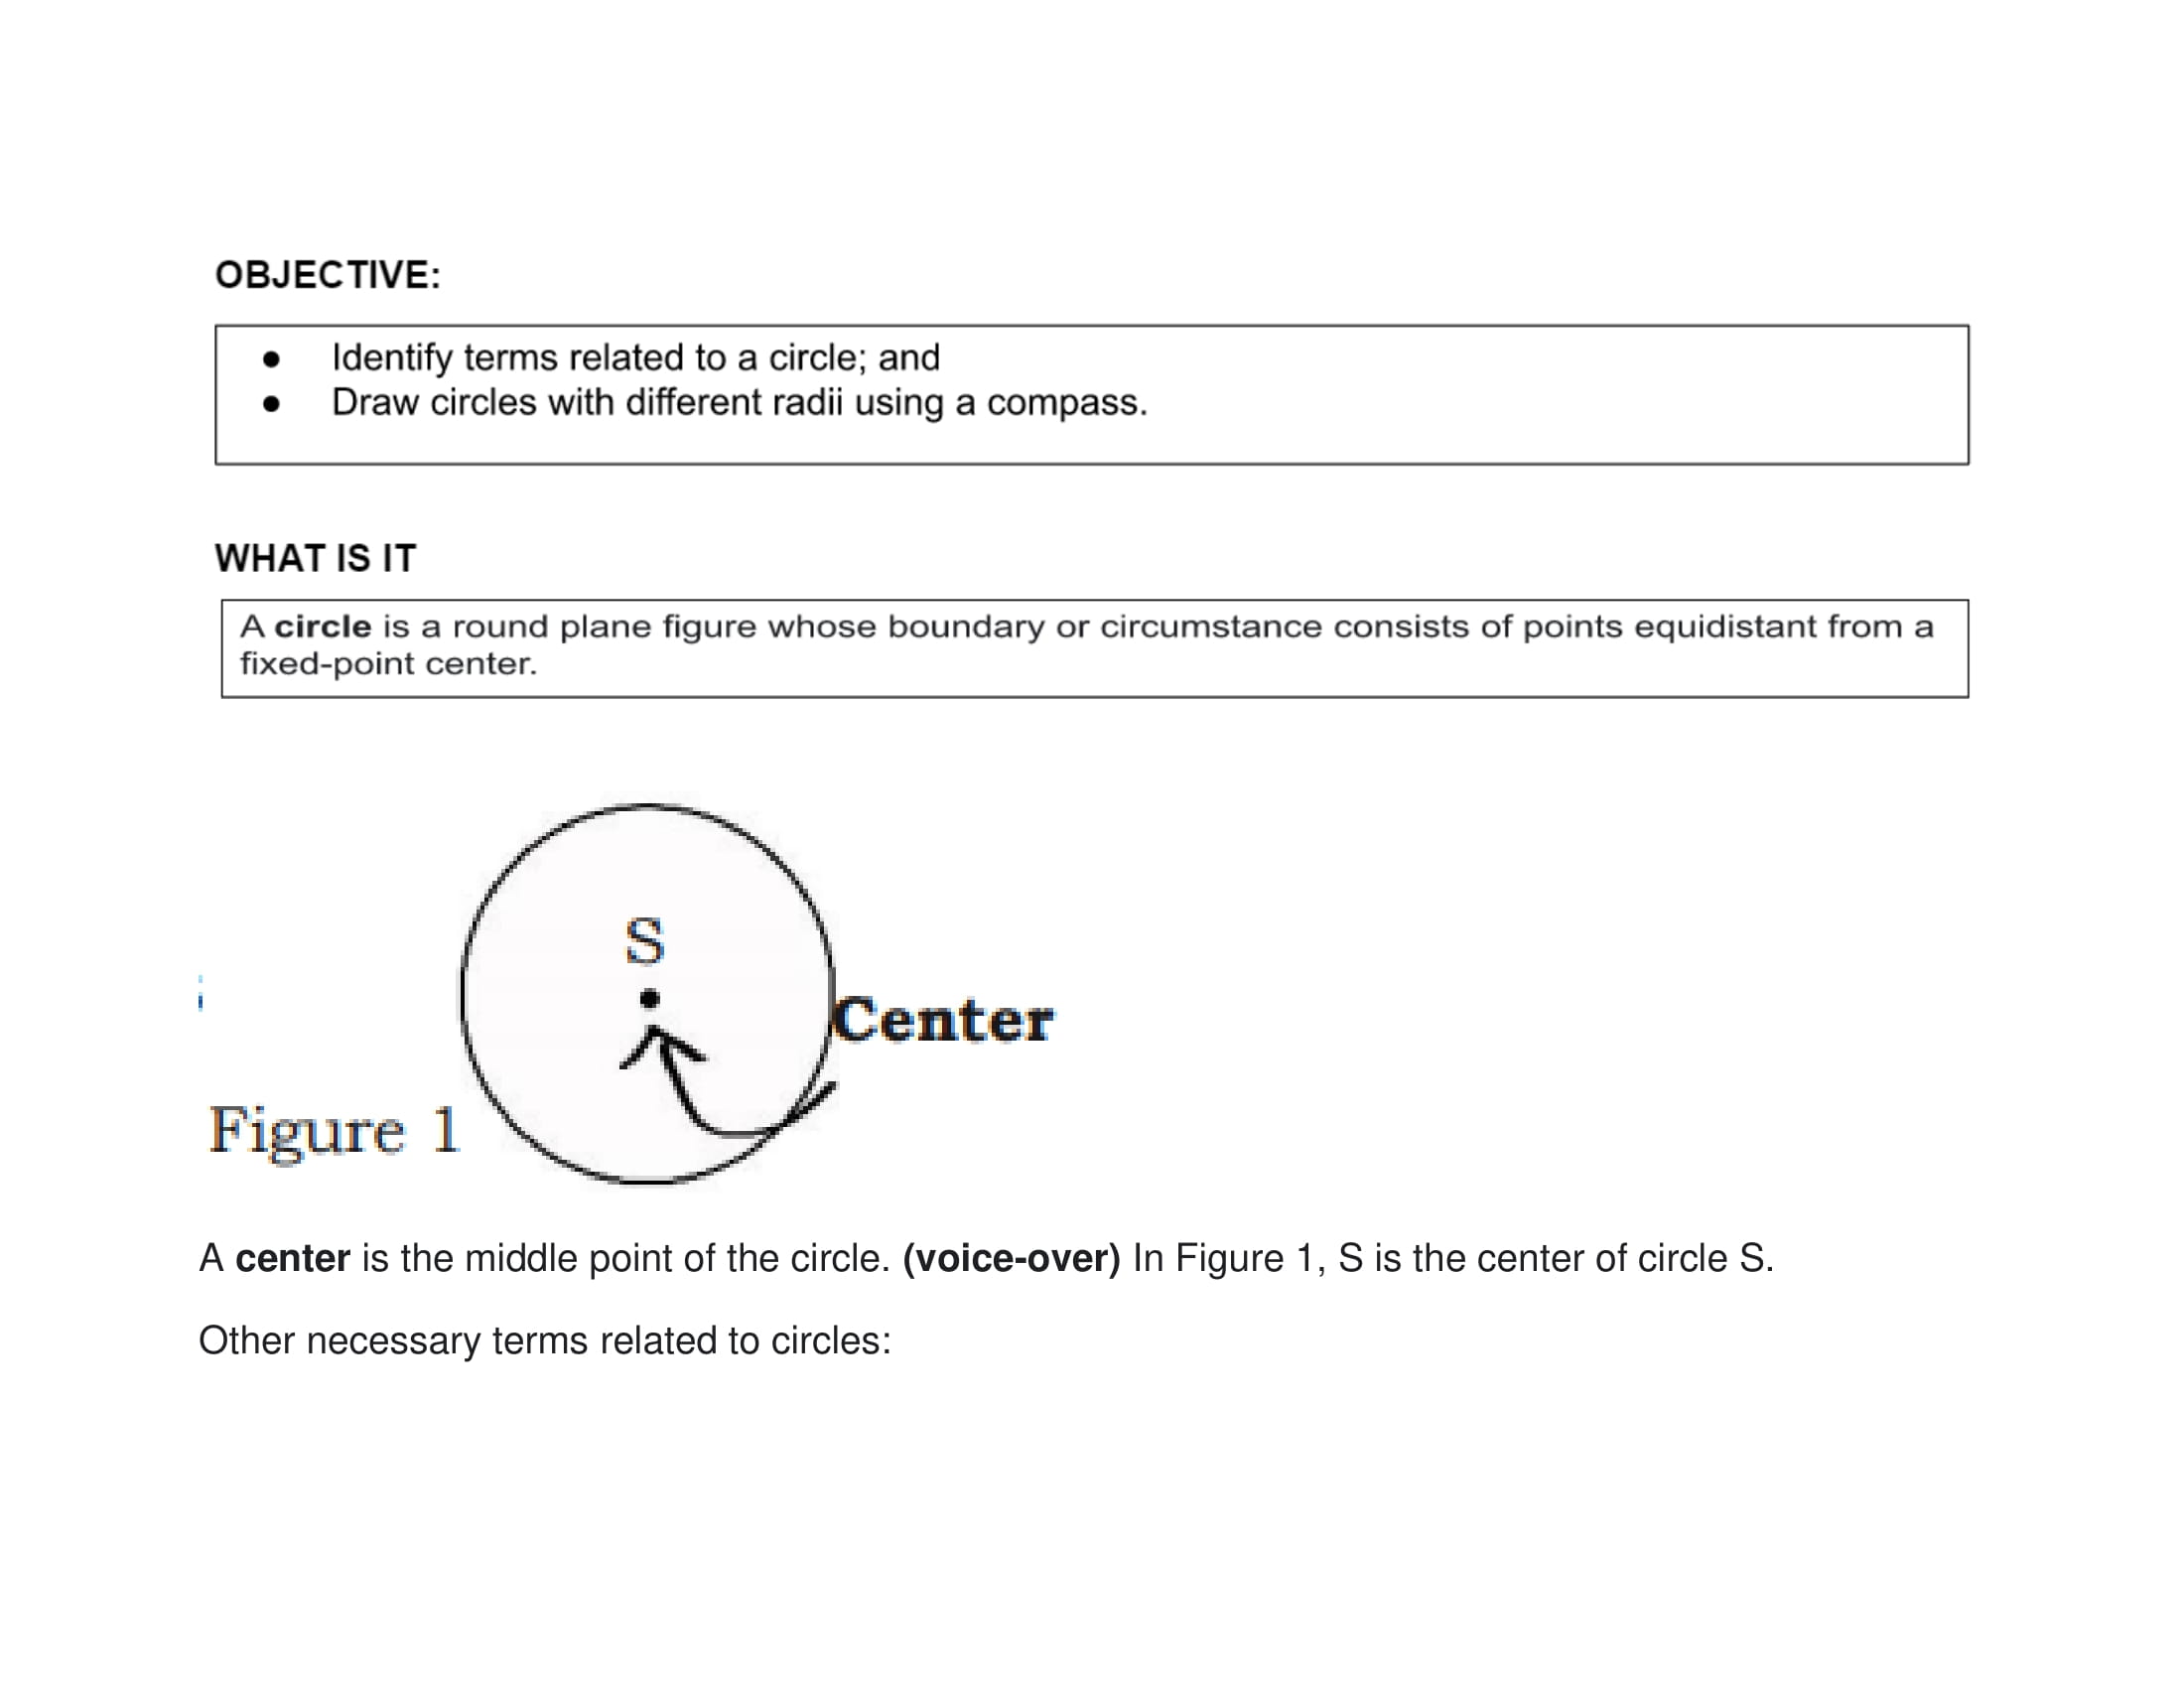 OBJECTIVE:
● Identify terms related to a circle; and
● Draw circles with different radii using a compass.
WHAT IS IT
A circle is a round plane figure whose boundary or circumstance consists of points equidistant from a
fixed-point center.
S
Center
Figure 1
A center is the middle point of the circle. (voice-over) In Figure 1, S is the center of circle S.
Other necessary terms related to circles: